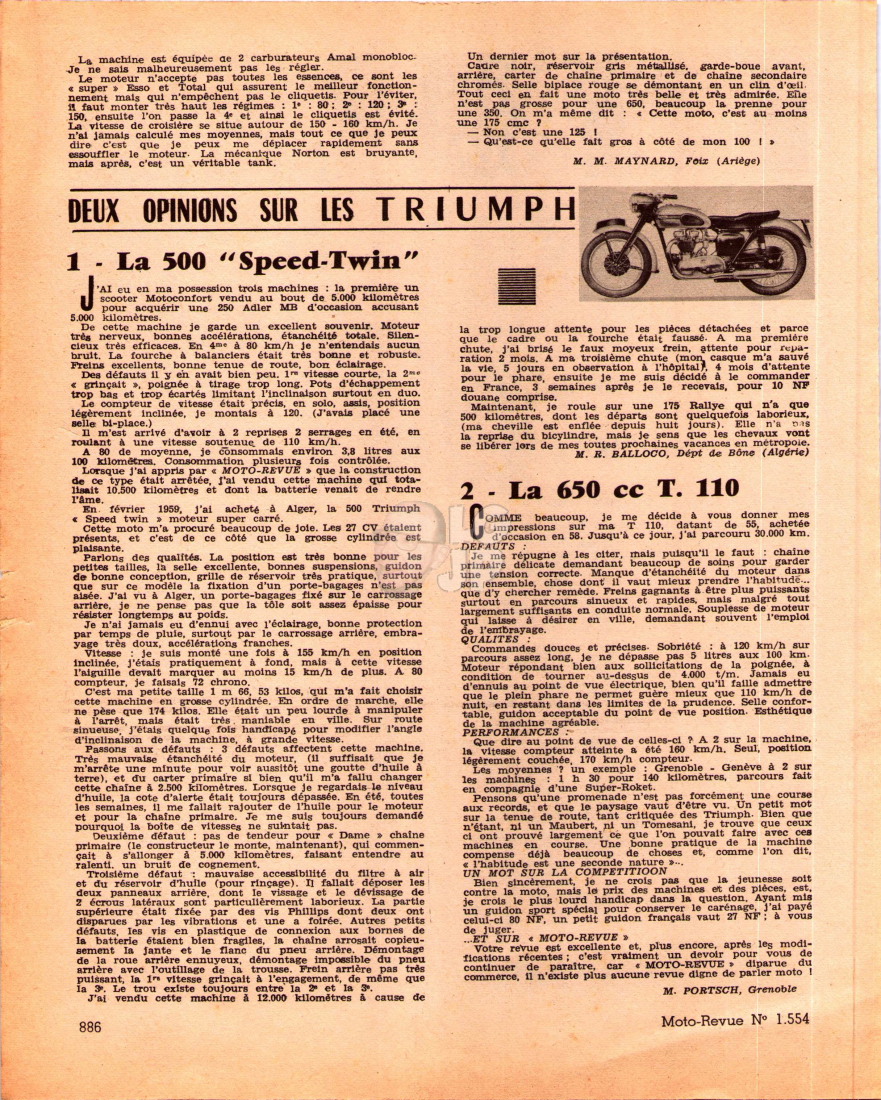 La machine est équipée de 2 carburateurs Amal monobloc.
Je ne sais malheureusement pas les régler.
Le moteur n'accepte pas toutes les essences, ce sont les
« super » Esso et Total qui assurent le meilleur fonction-
nement mais qui n'empêchent pas le cliquetis. Pour l'éviter,
il faut monter très haut les régimes : 1e : 80 ; 2e : 120 ; 3e :
150, ensuite l'on passe la 4e et ainsi le cliquetis est évité.
La vitesse de croisière se situe autour de 150 - 160 km/h. Je
n'ai jamais calculé mes moyennes, mais tout ce que je peux
dire c'est que je peux me déplacer rapidement sans
essouffler le moteur. La mécanique Norton est bruyante,
mais après, c'est un véritable tank.
Un dernier mot sur la présentation.
Cadre noir, réservoir gris métallisé, garde-boue avant,
arrière, carter de chaîne primaire et de chaîne secondaire
chromés. Selle biplace rouge se démontant en un clin d'œil.
Tout ceci en fait une moto très belle et très admirée. Elle
n'est pas grosse pour une 650, beaucoup la prenne pour
une 350. On m'a même dit : « Cette moto, c'est au moins
une 175 cmc ?
— Non c'est une 125 !
— Qu'est-ce qu'elle fait gros à côté de mon 100 ! »
M. M. MAYNARD, Foix (Ariège)
DEUX OPINIONS SUR LES TRIUMPH
1 - La 500 "Speed-Twin"
J'AI eu en ma possession trois machines : la première un
scooter Motoconfort vendu au bout de 5.000 kilomètres
pour acquérir une 250 Adler MB d'occasion accusant
5.000 kilomètres.
De cette machine je garde un excellent souvenir. Moteur
très nerveux, bonnes accélérations, étanchéité totale. Silen-
cieux très efficaces. En 4me à 80 km/h je n'entendais aucun
bruit. La fourche à balanciers était très bonne et robuste.
Freins excellents, bonne tenue de route, bon éclairage.
Des défauts il y en avait bien peu. 1re vitesse courte, la 2me
« grinçait », poignée à tirage trop long. Pots d'échappement
trop bas et trop écartés limitant l'inclinaison surtout en duo.
Le compteur de vitesse était précis, en solo, assis, position
légèrement inclinée, je montais à 120. (J'avais placé une
selle bi-place.)
Il m'est arrivé d'avoir à 2 reprises 2 serrages en été, en
roulant à une vitesse soutenue de 110 km/h.
A 80 de moyenne, je consommais environ 3,8 litres aux
100 kilomètres. Consommation plusieurs fois contrôlée.
Lorsque j'ai appris par « MOTO-REVUE » que la construction
de ce type était arrêtée, j'ai vendu cette machine qui tota-
lisait 10.500 kilomètres et dont la batterie venait de rendre
l'âme.
En février 1959, j'ai acheté à Alger, la 500 Triumph
« Speed twin » moteur super carré.
Cette moto m'a procuré beaucoup de joie. Les 27 CV étaient
présents, et c'est de ce côté que la grosse cylindrée est
plaisante.
Parlons des qualités. La position est très bonne pour les
petites tailles, la selle excellente, bonnes suspensions, guidon
de bonne conception, grille de réservoir très pratique, surtout
que sur ce modèle la fixation d'un porte-bagages n'est pas
aisée. J'ai vu à Alger, un porte-bagages fixé sur le carrossage
arrière, je ne pense pas que la tôle soit assez épaisse pour
résister longtemps au poids.
Je n'ai jamais eu d'ennui avec l'éclairage, bonne protection
par temps de pluie, surtout par le carrossage arrière, embra-
yage très doux, accélérations franches.
Vitesse : je suis monté une fois à 155 km/h en position
inclinée, j'étais pratiquement à fond, mais à cette vitesse
l'aiguille devait marquer au moins 15 km/h de plus. A 80
compteur, je faisais 72 chrono.
C'est ma petite taille 1 m 66, 53 kilos, qui m'a fait choisir
cette machine en grosse cylindrée. En ordre de marche, elle
ne pèse que 174 kilos. Elle était un peu lourde à manipuler
à l'arrêt, mais était très maniable en ville. Sur route
sinueuse, j'étais quelque fois handicapé pour modifier l'angle
d'inclinaison de la machine, à grande vitesse.
Passons aux défauts : 3 défauts affectent cette machine.
Très mauvaise étanchéité du moteur, (il suffisait que je
m'arrête une minute pour voir aussitôt une goutte d'huile à
terre), et du carter primaire si bien qu'il m'a fallu changer
cette chaîne à 2.500 kilomètres. Lorsque je regardais le niveau
d'huile, la cote d'alerte était toujours dépassée. En été, toutes
les semaines, il me fallait rajouter de l'huile pour le moteur
et pour la chaîne primaire. Je me suis toujours demandé
pourquoi la boîte de vitesses ne suintait pas.
Deuxième défaut : pas de tendeur pour « Dame » chaîne
primaire (le constructeur le monte, maintenant), qui commen-
çait à s'allonger à 5.000 kilomètres, faisant entendre au
ralenti, un bruit de cognement.
Troisième défaut : mauvaise accessibilité du filtre à air
et du réservoir d'huile (pour rinçage). Il fallait déposer les
deux panneaux arrière, dont le vissage et le dévissage de
2 écrous latéraux sont particulièrement laborieux. La partie
supérieure était fixée par des vis Phillips dont deux ont
disparues par les vibrations et une a foirée. Autres petits
défauts, les vis en plastique de connexion aux bornes de
la batterie étaient bien fragiles, la chaîne arrosait copieu-
sement la jante et le flanc du pneu arrière. Démontage
de la roue arrière ennuyeux, démontage impossible du pneu
arrière avec l'outillage de la trousse. Frein arrière pas très
puissant, la 1re vitesse grinçait à l'engagement, de même que
la 3e. Le trou existe toujours entre la 2e et la 3e.
J'ai vendu cette machine à 12.000 kilomètres à cause de
la trop longue attente pour les pièces détachées et parce
que le cadre ou la fourche était faussé. A ma première
chute, j'ai brisé le faux moyeux frein, attente pour répa-
ration 2 mois. A ma troisième chute (mon casque m'a sauvé
la vie, 5 jours en observation à l'hôpital), 4 mois d'attente
pour le phare, ensuite je me suis décidé à le commander
en France, 3 semaines après je le recevais, pour 10 NF
douane comprise.
Maintenant, je roule sur une 175 Rallye qui n'a que
500 kilomètres, dont les départs sont quelquefois laborieux,
(ma cheville est enflée depuis huit jours). Elle n'a pas
la reprise du bicylindre, mais je sens que les chevaux vont
se libérer lors de mes toutes prochaines vacances en métropole.
M. R. BALLOCO, Dépt de Bône (Algérie)
2 - La 650 cc T. 110
COMME beaucoup, je me décide à vous donner mes
impressions sur ma T 110, datant de 55, achetée
d'occasion en 58. Jusqu'à ce jour, j'ai parcouru 30.000 km.
DEFAUTS :
Je me répugne à les citer, mais puisqu'il le faut : chaîne
primaire délicate demandant beaucoup de soins pour garder
une tension correcte. Manque d'étanchéité du moteur dans
son ensemble, chose dont il vaut mieux prendre l'habitude...
que d'y chercher remède. Freins gagnants à être plus puissants
surtout en parcours sinueux et rapides, mais malgré tout
largement suffisants en conduite normale. Souplesse de moteur
qui laisse à désirer en ville, demandant souvent l'emploi
de l'embrayage.
QUALITES :
Commandes douces et précises. Sobriété : à 120 km/h sur
parcours assez long, je ne dépasse pas 5 litres aux 100 km.
Moteur répondant bien aux sollicitations de la poignée, à
condition de tourner au-dessus de 4.000 t/m. Jamais eu
d'ennuis au point de vue électrique, bien qu'il faille admettre
que le plein phare ne permet guère mieux que 110 km/h de
nuit, en restant dans les limites de la prudence. Selle confor-
table, guidon acceptable du point de vue position. Esthétique
de la machine agréable.
PERFORMANCES :
Que dire au point de vue de celles-ci ? A 2 sur la machine,
la vitesse compteur atteinte a été 160 km/h. Seul, position
légèrement couchée, 170 km/h compteur.
Les moyennes ? un exemple : Grenoble - Genève à 2 sur
les machines : 1 h 30 pour 140 kilomètres, parcours fait
en compagnie d'une Super-Roket.
Pensons qu'une promenade n'est pas forcément une course
aux records, et que le paysage vaut d'être vu. Un petit mot
sur la tenue de route, tant critiquée des Triumph. Bien que
n'étant, ni un Maubert, ni un Tomesani, je trouve que ceux
ci ont prouvé largement ce que l'on pouvait faire avec ces
machines en course. Une bonne pratique de la machine
compense déjà beaucoup de choses et, comme l'on dit,
« l'habitude est une seconde nature »...
UN MOT SUR LA COMPETITIOON
Bien sincèrement, je ne crois pas que la jeunesse soit
contre la moto, mais le prix des machines et des pièces, est,
je crois le plus lourd handicap dans la question. Ayant mis
un guidon sport spécial pour conserver le carénage, j'ai payé
celui-ci 80 NF, un petit guidon français vaut 27 NF ; à vous
de juger.
...ET SUR « MOTO-REVUE »
Votre revue est excellente et, plus encore, après les modi-
fications récentes ; c'est vraiment un devoir pour vous de
continuer de paraître, car « MOTO-REVUE » disparue du
commerce, il n'existe plus aucune revue digne de parler moto !
M. PORTSCH, Grenoble
886
Moto-Revue N° 1.554